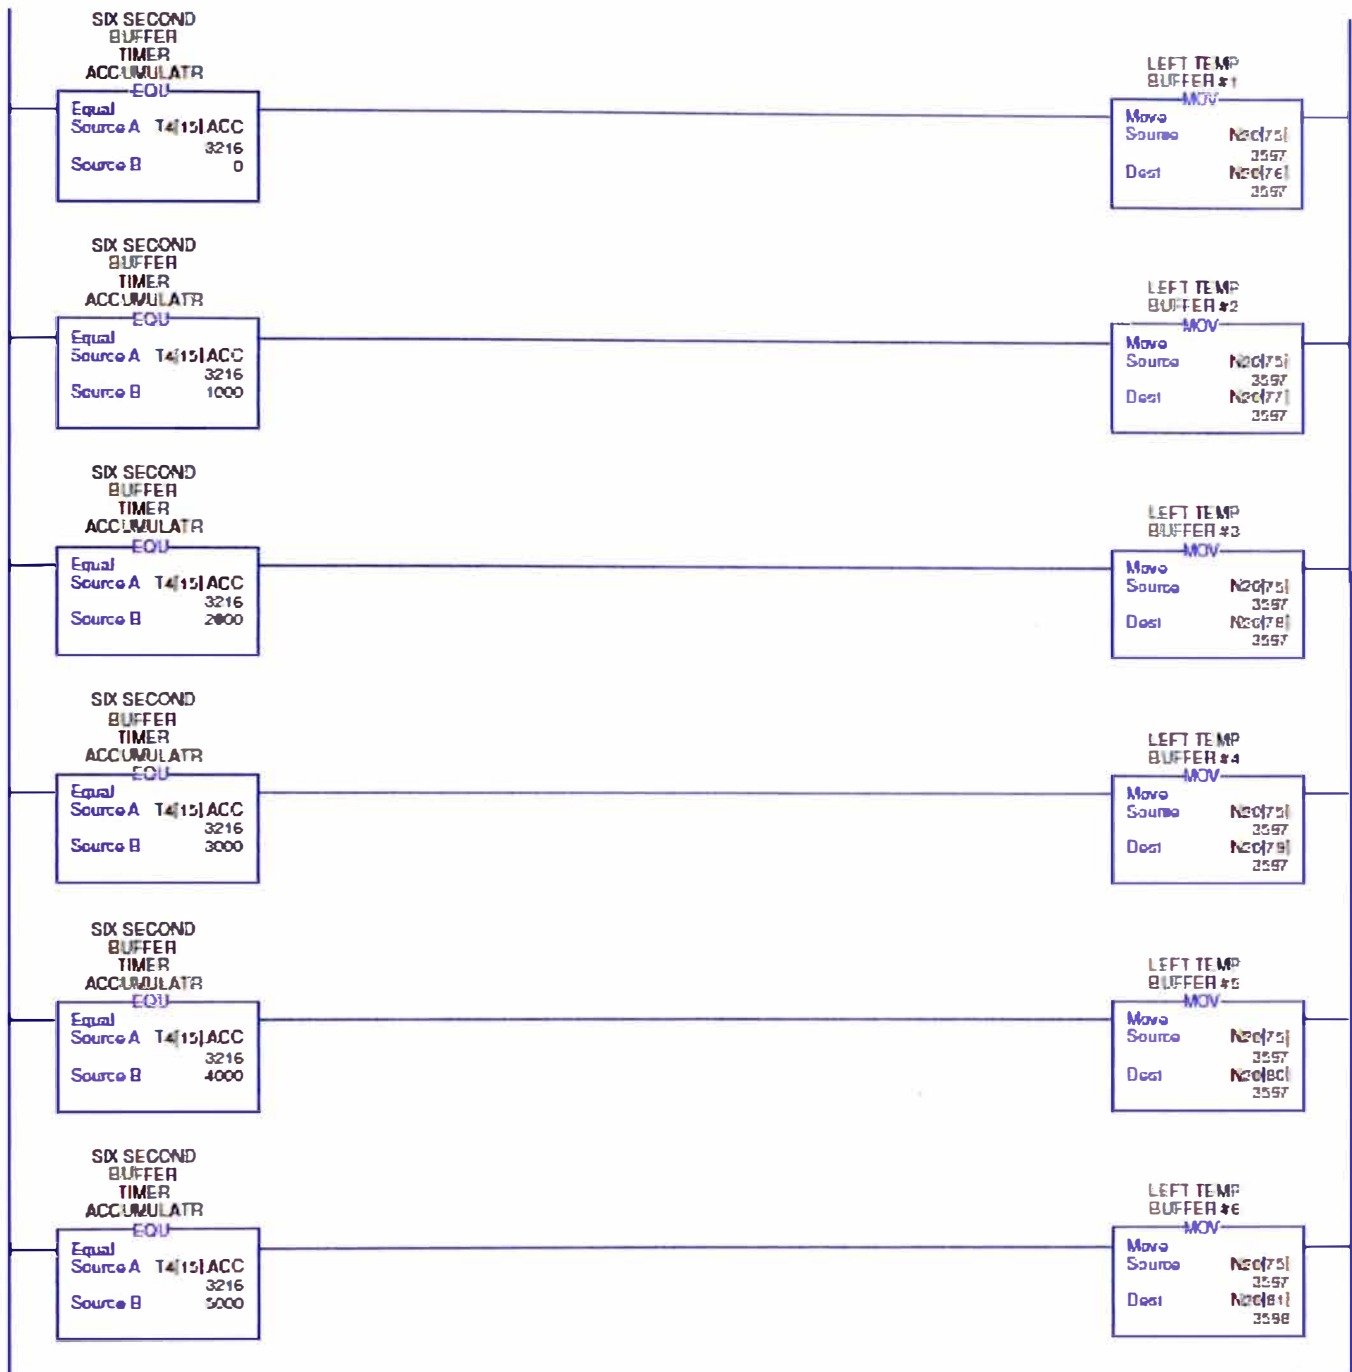 SIX SECOND
BUFFER
TIMER
ACCUMULATR
EQU
Equal
Source A T4[15].ACC
3216
Source B 0
LEFT TEMP
BUFFER #1
MOV
Move
Source N20[75]
3597
Dest N20[76]
3597
SIX SECOND
BUFFER
TIMER
ACCUMULATR
EQU
Equal
Source A T4[15].ACC
3216
Source B 1000
LEFT TEMP
BUFFER #2
MOV
Move
Source N20[75]
3597
Dest N20[77]
3597
SIX SECOND
BUFFER
TIMER
ACCUMULATR
EQU
Equal
Source A T4[15].ACC
3216
Source B 2000
LEFT TEMP
BUFFER #3
MOV
Move
Source N20[75]
3597
Dest N20[78]
3597
SIX SECOND
BUFFER
TIMER
ACCUMULATR
EQU
Equal
Source A T4[15].ACC
3216
Source B 3000
LEFT TEMP
BUFFER #4
MOV
Move
Source N20[75]
3597
Dest N20[79]
3597
SIX SECOND
BUFFER
TIMER
ACCUMULATR
EQU
Equal
Source A T4[15].ACC
3216
Source B 4000
LEFT TEMP
BUFFER #5
MOV
Move
Source N20[75]
3597
Dest N20[80]
3597
SIX SECOND
BUFFER
TIMER
ACCUMULATR
EQU
Equal
Source A T4[15].ACC
3216
Source B 5000
LEFT TEMP
BUFFER #6
MOV
Move
Source N20[75]
3597
Dest N20[81]
3598